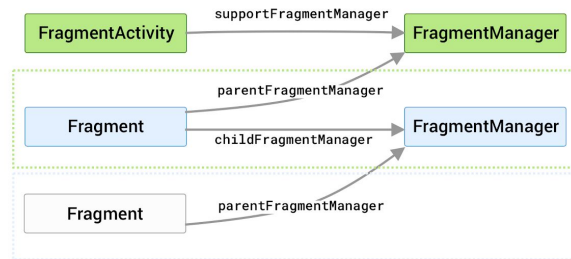 supportFragmentManager
FragmentActivity
FragmentManager
parentFragmentManager
Fragment
FragmentManager
childFragmentManager
parentFragmentManager
Fragment